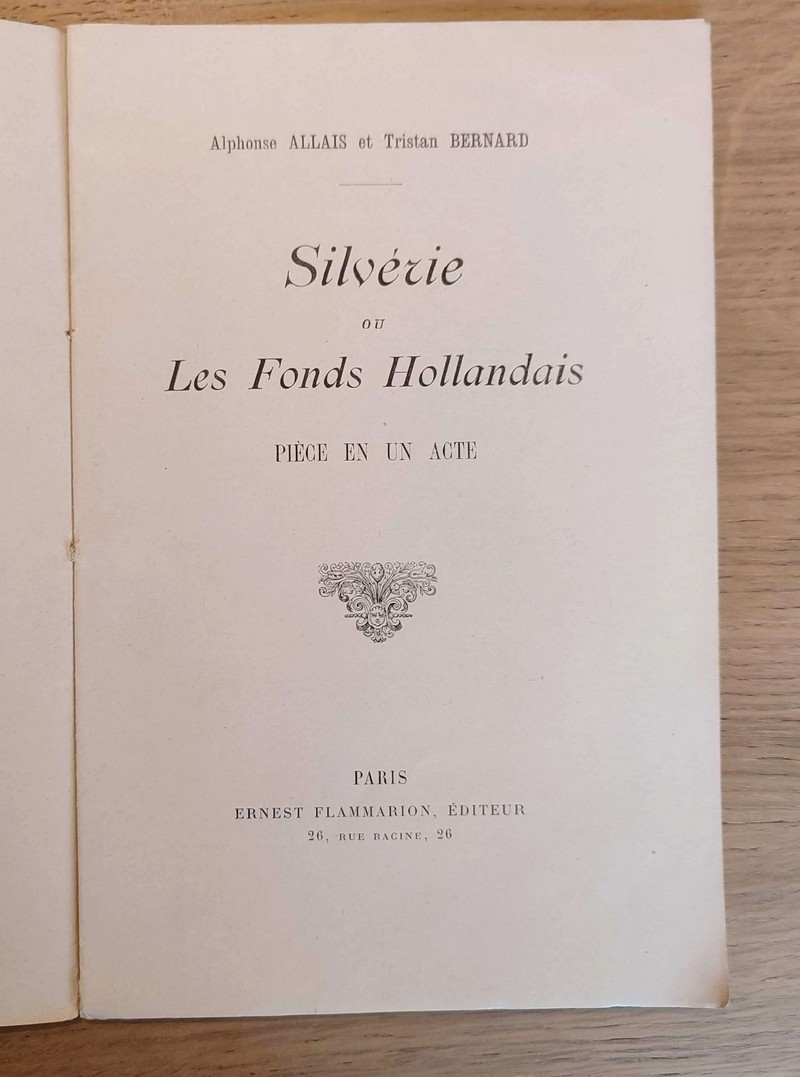 Alphonse ALLAIS et Tristan BERNARD
Silvérie
OU
Les Fonds Hollandais
PIÈCE EN UN ACTE
PARIS
ERNEST FLAMMARION, ÉDITEUR
26, RUE RACINE, 26